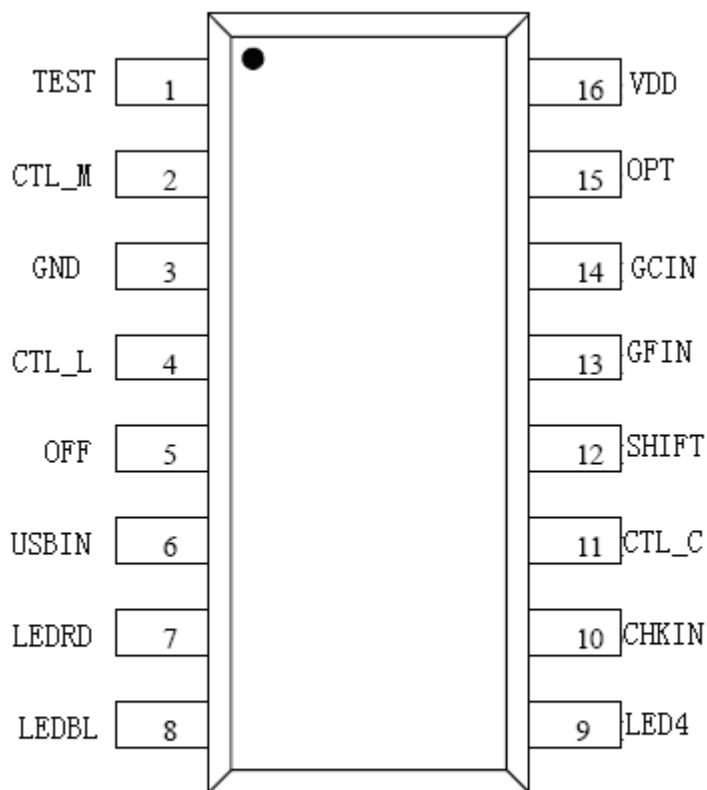 TEST 1 16 VDD
CTL_M 2 15 OPT
GND 3 14 GCIN
CTL_L 4 13 GFIN
OFF 5 12 SHIFT
USBIN 6 11 CTL_C
LEDRD 7 10 CHKIN
LEDBL 8 9 LED4